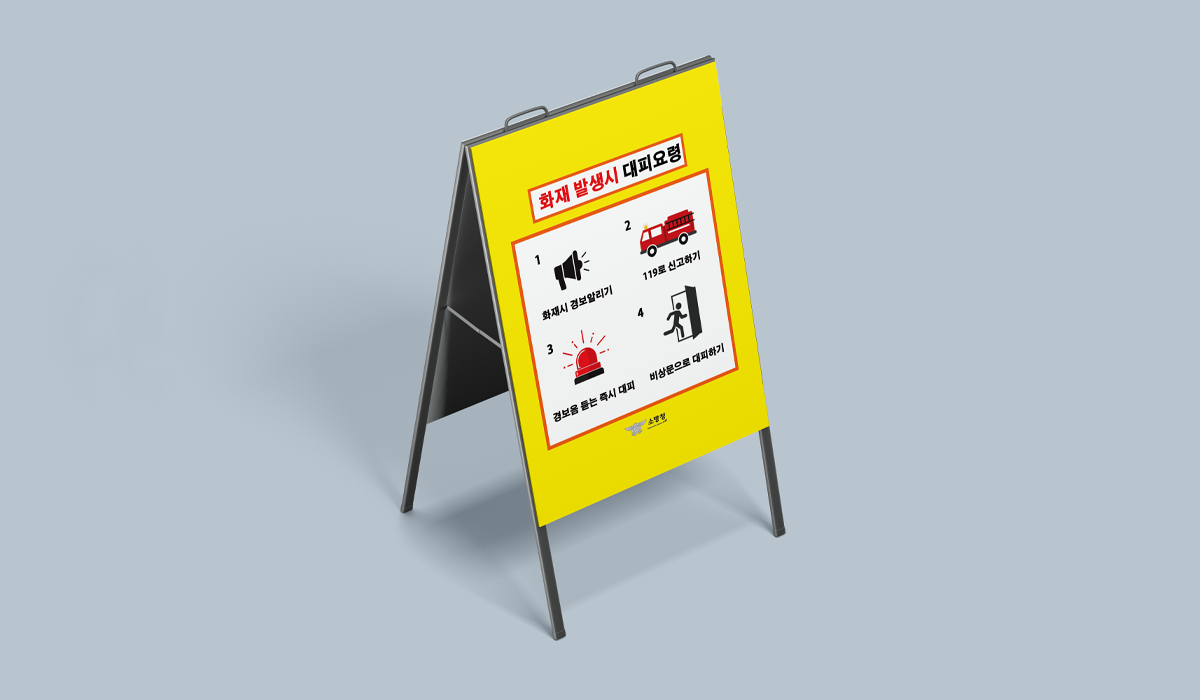 화재 발생시 대피요령
1
화재시 경보알리기
2
119로 신고하기
3
경보음 듣는 즉시 대피
4
비상문으로 대피하기
소방청